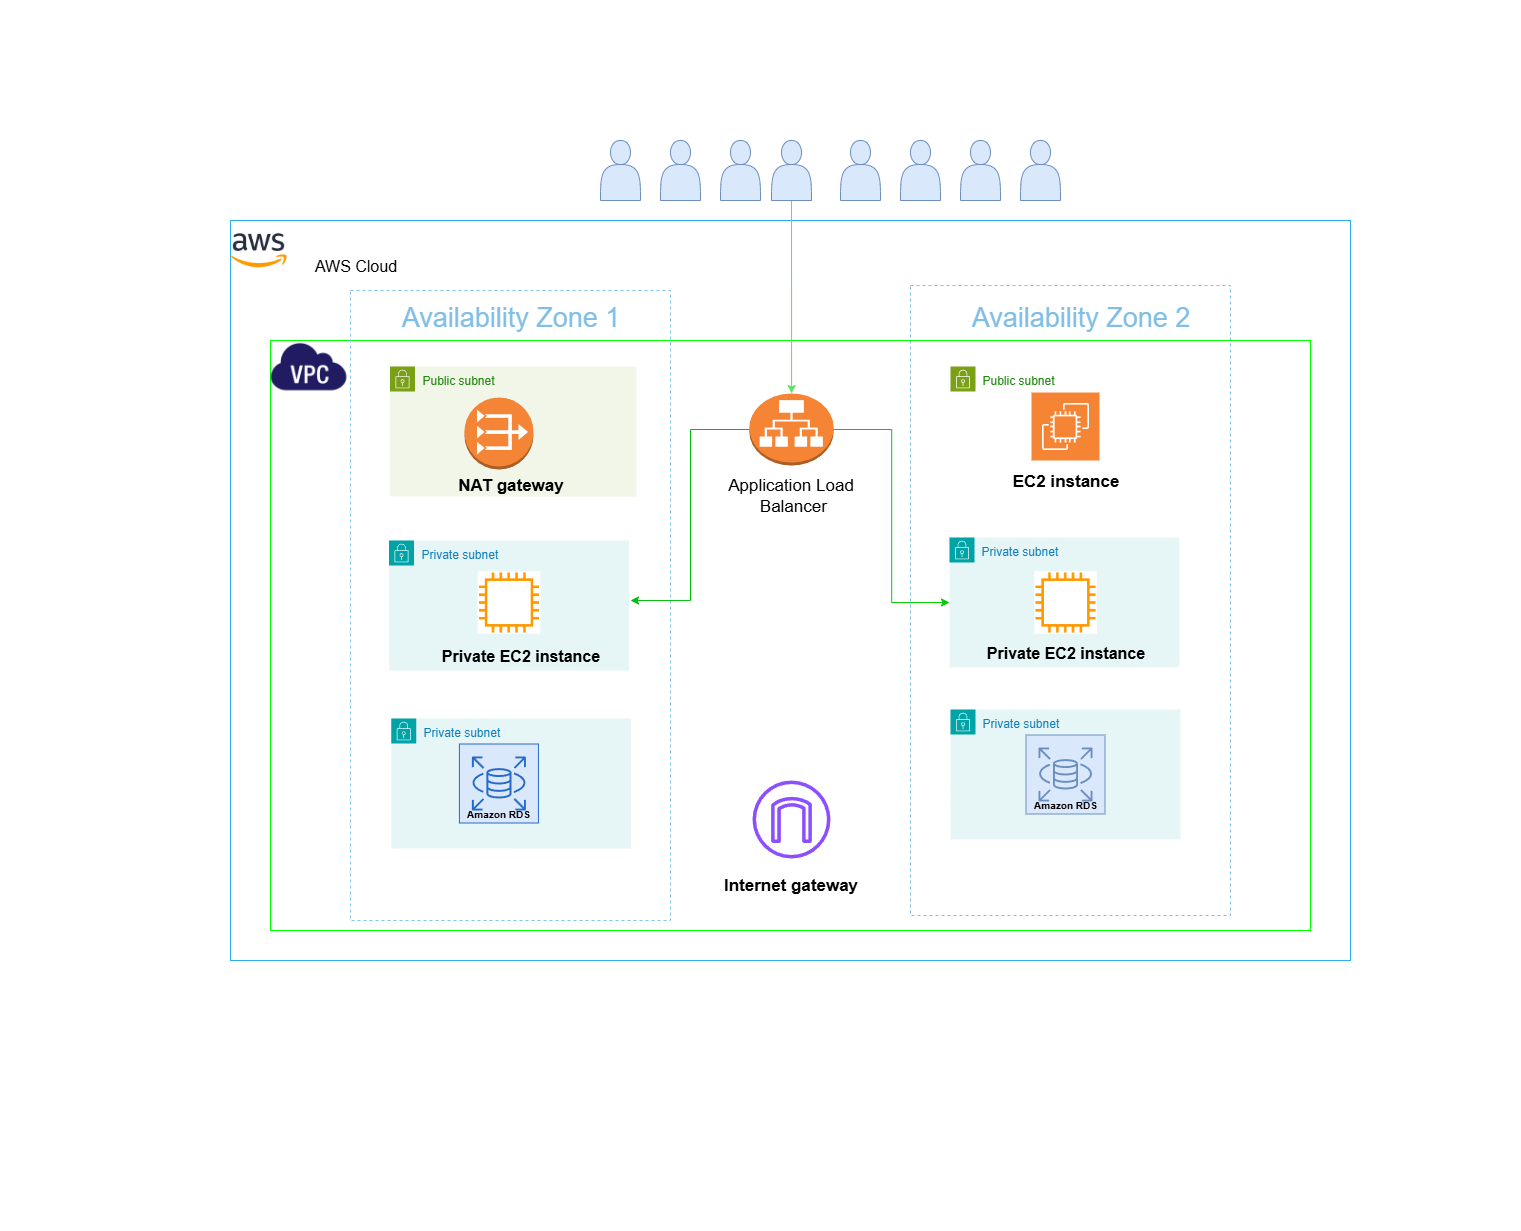 aws
AWS Cloud
Availability Zone 1
Availability Zone 2
VPC
Public subnet
NAT gateway
Application Load
Balancer
Public subnet
EC2 instance
Private subnet
Private EC2 instance
Private subnet
Private EC2 instance
Private subnet
Amazon RDS
Private subnet
Amazon RDS
Internet gateway